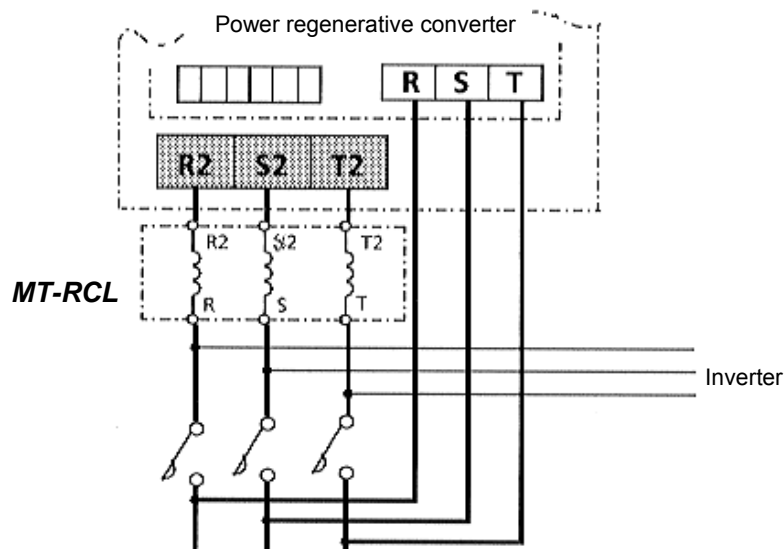 Power regenerative converter
R S T
R2 S2 T2
R2 S2 T2
MT-RCL
R S T
Inverter